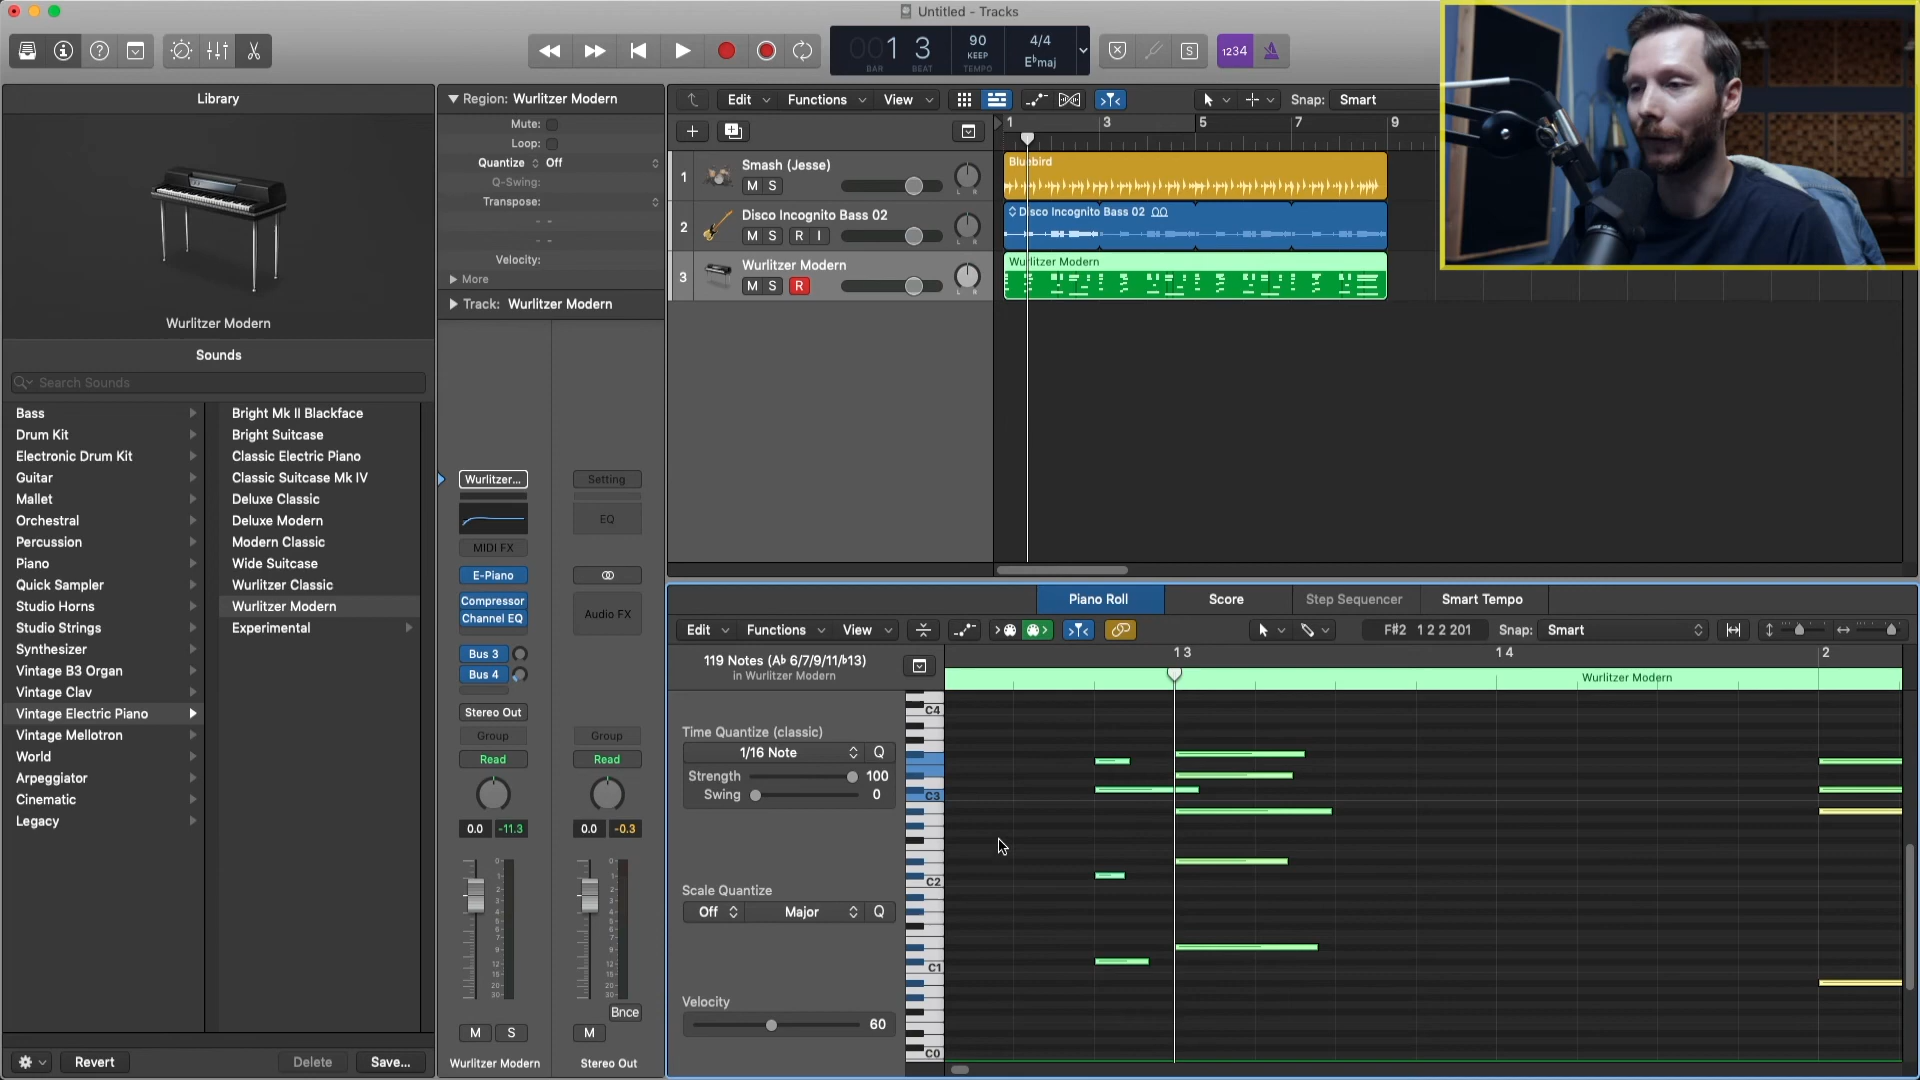 Untitled - Tracks
1 3
BAR BEAT
90
KEEP
TEMPO
4/4
E♭maj
S
1234
Library
Wurlitzer Modern
Sounds
Search Sounds
Bass
Drum Kit
Electronic Drum Kit
Guitar
Mallet
Orchestral
Percussion
Piano
Quick Sampler
Studio Horns
Studio Strings
Synthesizer
Vintage B3 Organ
Vintage Clav
Vintage Electric Piano
Vintage Mellotron
World
Arpeggiator
Cinematic
Legacy
Bright Mk II Blackface
Bright Suitcase
Classic Electric Piano
Classic Suitcase Mk IV
Deluxe Classic
Deluxe Modern
Modern Classic
Wide Suitcase
Wurlitzer Classic
Wurlitzer Modern
Experimental
Revert
Delete
Save...
Region: Wurlitzer Modern
Mute:
Loop:
Quantize Off
Q-Swing:
Transpose:
Velocity:
More
Track: Wurlitzer Modern
Wurlitzer...
MIDI FX
E-Piano
Compressor
Channel EQ
Bus 3
Bus 4
Stereo Out
Group
Read
0.0 -11.3
M S
Wurlitzer Modern
Setting
EQ
Audio FX
Group
Read
0.0 -0.3
Bnce
M
Stereo Out
Edit Functions View
Snap: Smart
1 3 5 7 9
1 Smash (Jesse)
M S
2 Disco Incognito Bass 02
M S R I
3 Wurlitzer Modern
M S R
Bluebird
Disco Incognito Bass 02
Wurlitzer Modern
Piano Roll
Score
Step Sequencer
Smart Tempo
Edit Functions View
F#2 1 2 2 201
Snap: Smart
119 Notes (A♭ 6/7/9/11/♭13)
in Wurlitzer Modern
1 3 1 4 2
Wurlitzer Modern
Time Quantize (classic)
1/16 Note Q
Strength 100
Swing 0
Scale Quantize
Off Major Q
Velocity
60
C4
C3
C2
C1
C0